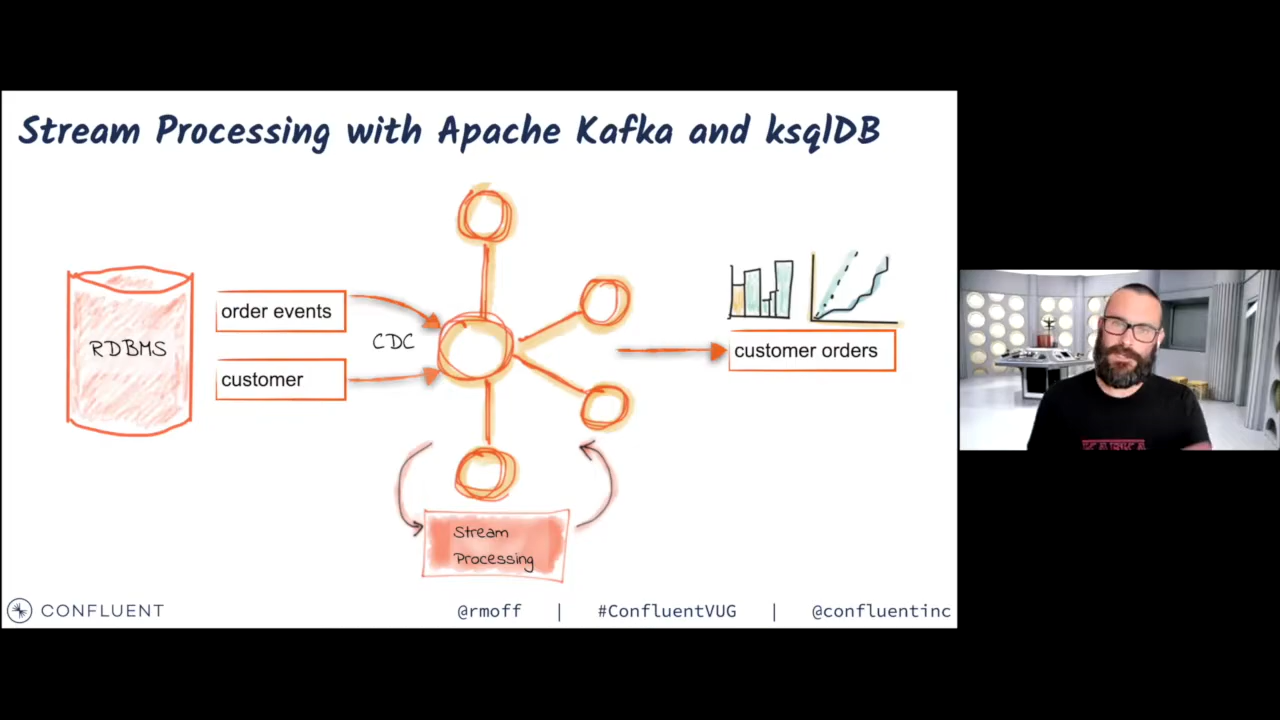 Stream Processing with Apache Kafka and ksqlDB
RDBMS
order events
customer
CDC
customer orders
Stream
Processing
CONFLUENT
@rmoff | #ConfluentVUG | @confluentinc